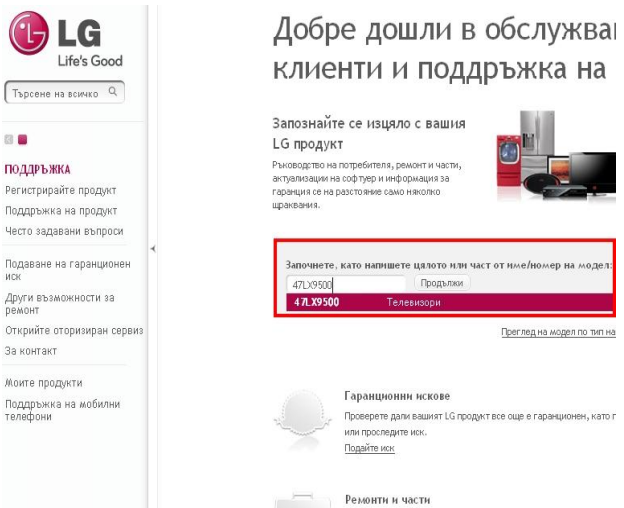 LG
Life's Good
Търсене на всичко
ПОДДРЪЖКА
Регистрирайте продукт
Поддръжка на продукт
Често задавани въпроси
Подаване на гаранционен
иск
Други възможности за
ремонт
Открийте оторизиран сервиз
За контакт
Моите продукти
Поддръжка на мобилни
телефони
Добре дошли в обслужва
клиенти и поддръжка на
Запознайте се изцяло с вашия
LG продукт
Ръководство на потребителя, ремонт и части,
актуализации на софтуер и информация за
гаранция се на разстояние само няколко
щраквания.
Започнете, като напишете цялото или част от име/номер на модел:
47LX9500
Продължи
47LX9500 Телевизори
Преглед на модел по тип на
Гаранционни искове
Проверете дали вашият LG продукт все още е гаранционен, като
или проследите иск.
Подайте иск
Ремонти и части